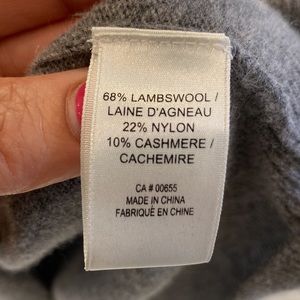 68% LAMBSWOOL /
LAINE D'AGNEAU
22% NYLON
10% CASHMERE /
CACHEMIRE
CA # 00655
MADE IN CHINA
FABRIQUÉ EN CHINE